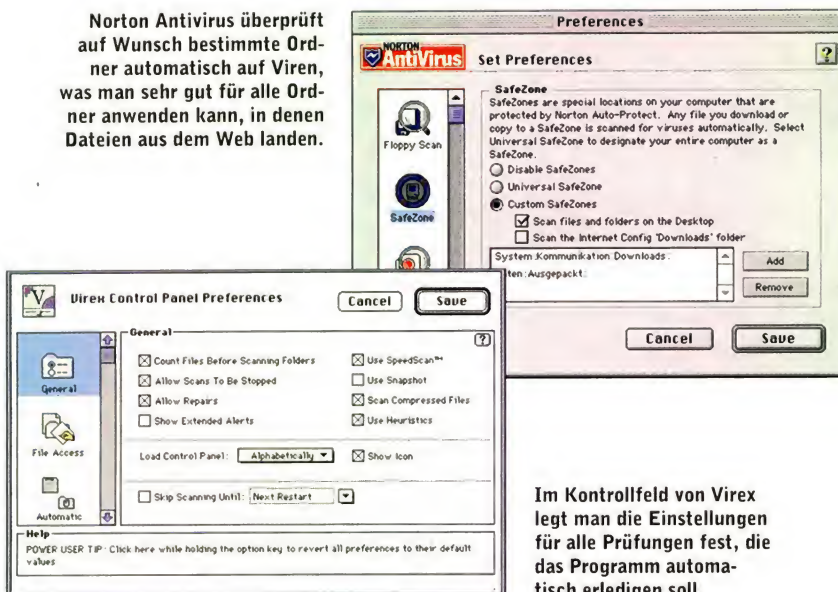 Norton Antivirus überprüft
auf Wunsch bestimmte Ord-
ner automatisch auf Viren,
was man sehr gut für alle Ord-
ner anwenden kann, in denen
Dateien aus dem Web landen.
Preferences
NORTON
AntiVirus
Set Preferences
?
Floppy Scan
SafeZone
SafeZone
SafeZones are special locations on your computer that are
protected by Norton Auto-Protect. Any file you download or
copy to a SafeZone is scanned for viruses automatically. Select
Universal SafeZone to designate your entire computer as a
SafeZone.
Disable SafeZones
Universal SafeZone
Custom SafeZones
Scan files and folders on the Desktop
Scan the Internet Config 'Downloads' folder
System:Kommunikation:Downloads:
ten:Ausgepackt:
Add
Remove
Cancel
Save
Virex Control Panel Preferences
Cancel
Save
General
File Access
Automatic
General
?
Count Files Before Scanning Folders
Allow Scans To Be Stopped
Allow Repairs
Show Extended Alerts
Use SpeedScan™
Use Snapshot
Scan Compressed Files
Use Heuristics
Load Control Panel: Alphabetically
Show Icon
Skip Scanning Until: Next Restart
Help
POWER USER TIP: Click here while holding the option key to revert all preferences to their default
values
Im Kontrollfeld von Virex
legt man die Einstellungen
für alle Prüfungen fest, die
das Programm automa-
tisch erledigen soll.